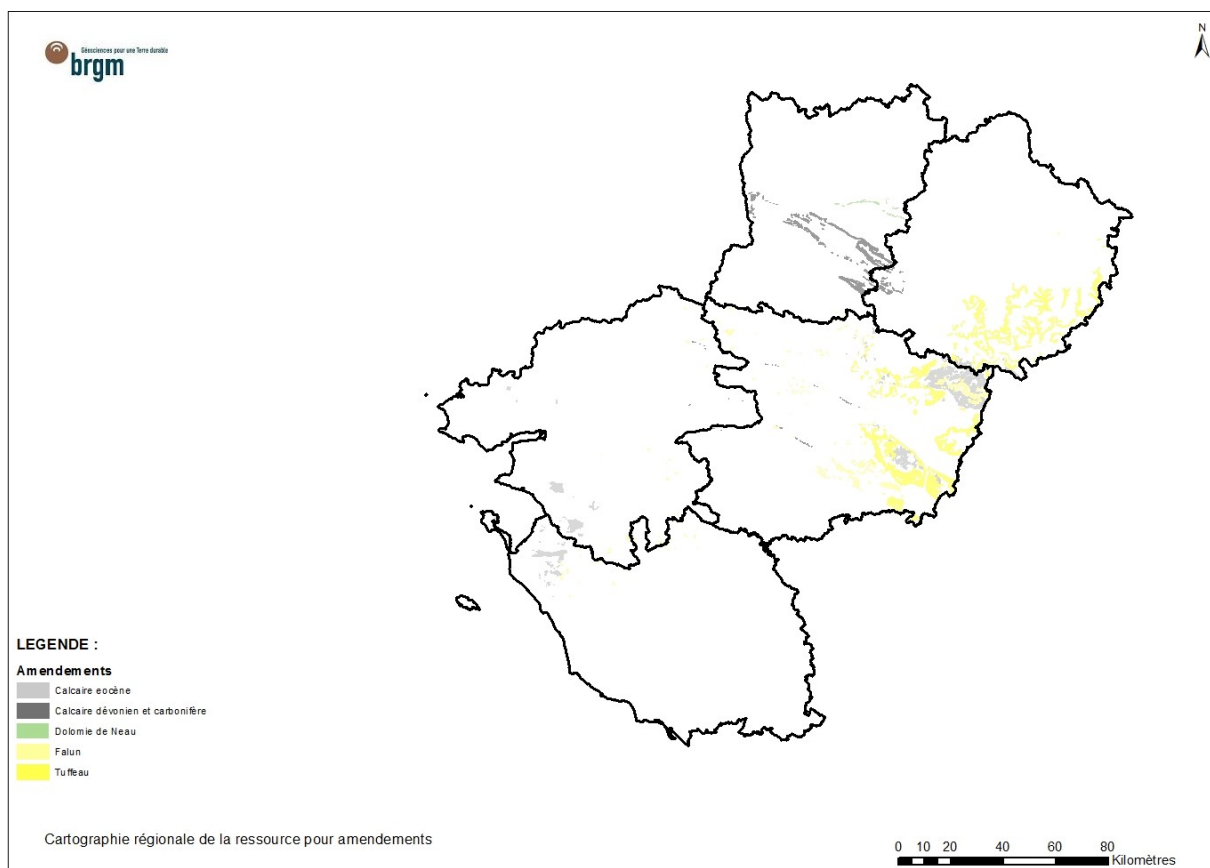 Géosciences pour une Terre durable
brgm
N
LEGENDE :
Amendements
Calcaire eocène
Calcaire dévonien et carbonifère
Dolomie de Neau
Falun
Tuffeau
Cartographie régionale de la ressource pour amendements
0 10 20 40 60 80
Kilomètres